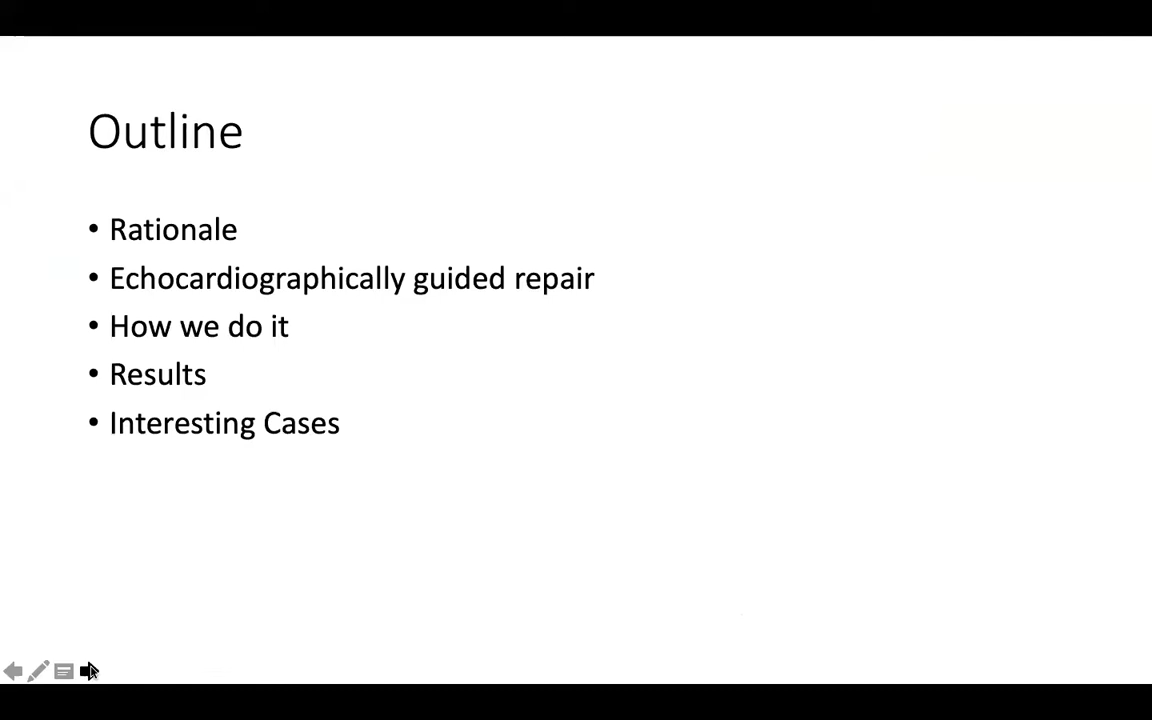 Outline
• Rationale
• Echocardiographically guided repair
• How we do it
• Results
• Interesting Cases